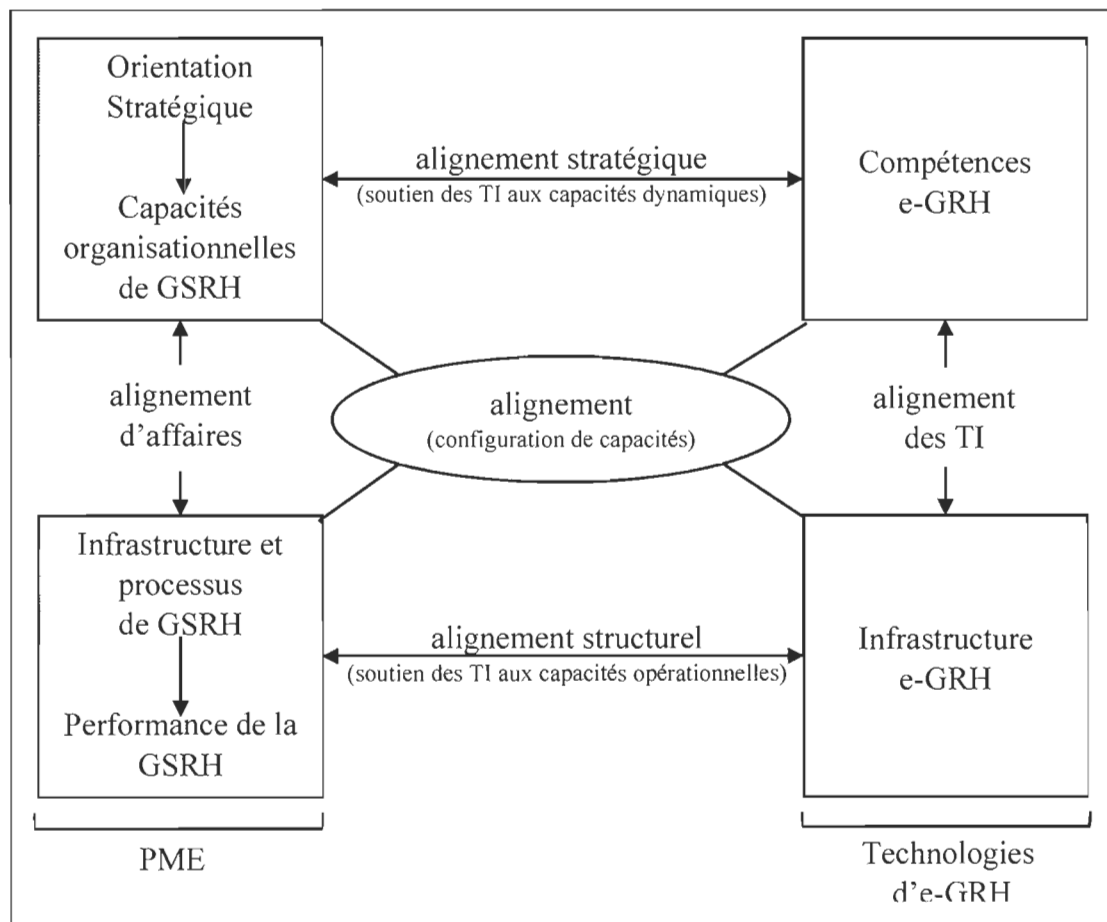 Orientation
Stratégique
Capacités
organisationnelles
de GSRH
alignement stratégique
(soutien des TI aux capacités dynamiques)
Compétences
e-GRH
alignement
d'affaires
alignement
(configuration de capacités)
alignement
des TI
Infrastructure et
processus
de GSRH
Performance de la
GSRH
alignement structurel
(soutien des TI aux capacités opérationnelles)
Infrastructure
e-GRH
PME
Technologies
d'e-GRH